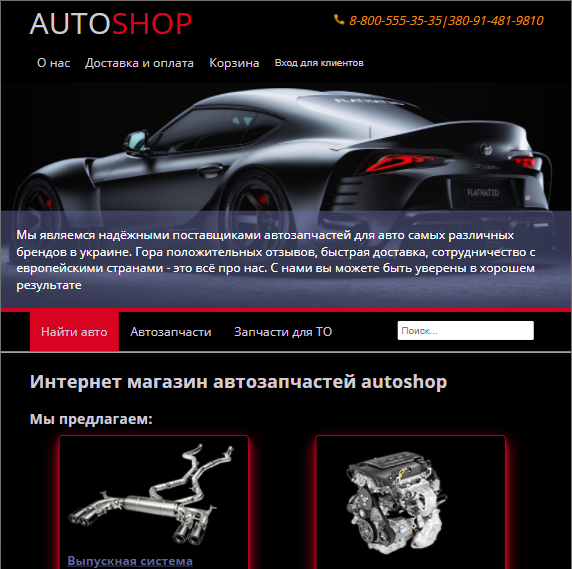 AUTOSHOP
8-800-555-35-35|380-91-481-9810
О нас Доставка и оплата Корзина Вход для клиентов
FLATHAT3D
Мы являемся надёжными поставщиками автозапчастей для авто самых различных
брендов в украине. Гора положительных отзывов, быстрая доставка, сотрудничество с
европейскими странами - это всё про нас. С нами вы можете быть уверены в хорошем
результате
Найти авто Автозапчасти Запчасти для ТО Поиск...
Интернет магазин автозапчастей autoshop
Мы предлагаем:
Выпускная система